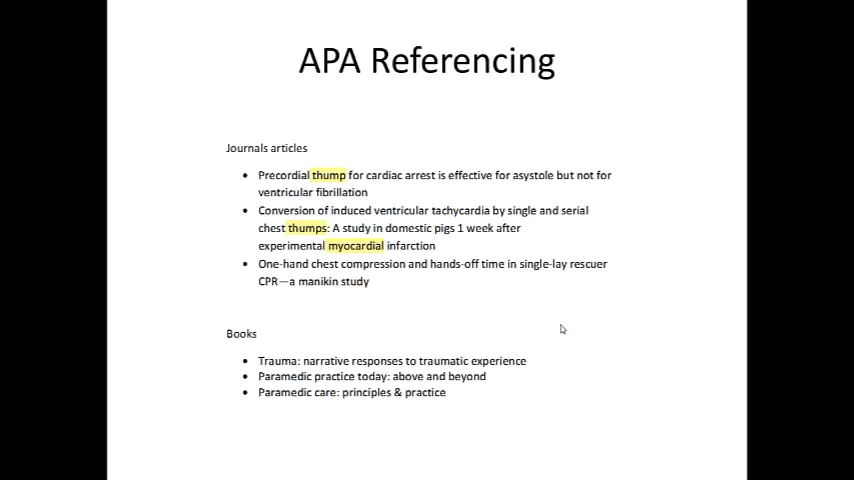 APA Referencing
Journals articles
• Precordial thump for cardiac arrest is effective for asystole but not for
ventricular fibrillation
• Conversion of induced ventricular tachycardia by single and serial
chest thumps: A study in domestic pigs 1 week after
experimental myocardial infarction
• One-hand chest compression and hands-off time in single-lay rescuer
CPR—a manikin study
Books
• Trauma: narrative responses to traumatic experience
• Paramedic practice today: above and beyond
• Paramedic care: principles & practice